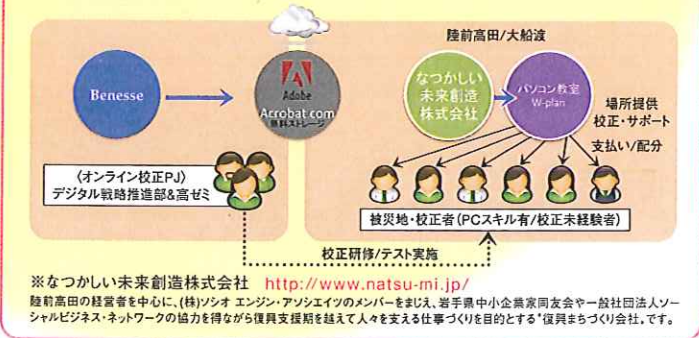 陸前高田/大船渡
Benesse
Adobe
Acrobat.com
無料ストレージ
なつかしい
未来創造
株式会社
パソコン教室
W-plan
場所提供
校正・サポート
支払い/配分
〈オンライン校正PJ〉
デジタル戦略推進部&高ゼミ
被災地・校正者(PCスキル有/校正未経験者)
校正研修/テスト実施
※なつかしい未来創造株式会社 http://www.natsu-mi.jp/
陸前高田の経営者を中心に、(株)ソシオ エンジン・アソシエイツのメンバーをまじえ、岩手県中小企業家同友会や一般社団法人ソー
シャルビジネス・ネットワークの協力を得ながら復興支援期を越えて人々を支える仕事づくりを目的とする"復興まちづくり会社"です。